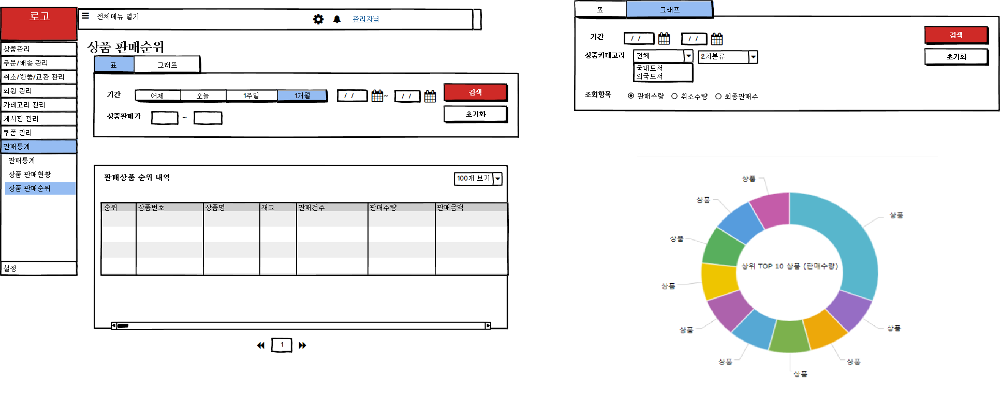 로고
전체메뉴 열기
관리자님
상품관리
주문/배송 관리
취소/반품/교환 관리
회원 관리
카테고리 관리
게시판 관리
쿠폰 관리
판매통계
판매통계
상품 판매현황
상품 판매순위
설정
상품 판매순위
표 그래프
기간 어제 오늘 1주일 1개월 / / ~ / / 검색
상품판매가 ~ 초기화
판매상품 순위 내역 100개 보기
순위 상품번호 상품명 재고 판매건수 판매수량 판매금액
1
표 그래프
기간 / / / / 검색
상품카테고리 전체 2차분류 초기화
국내도서
외국도서
조회항목 판매수량 취소수량 최종판매수
상품
상품
상품
상품
상품
상위 TOP 10 상품 (판매수량)
상품
상품
상품
상품
상품
상품